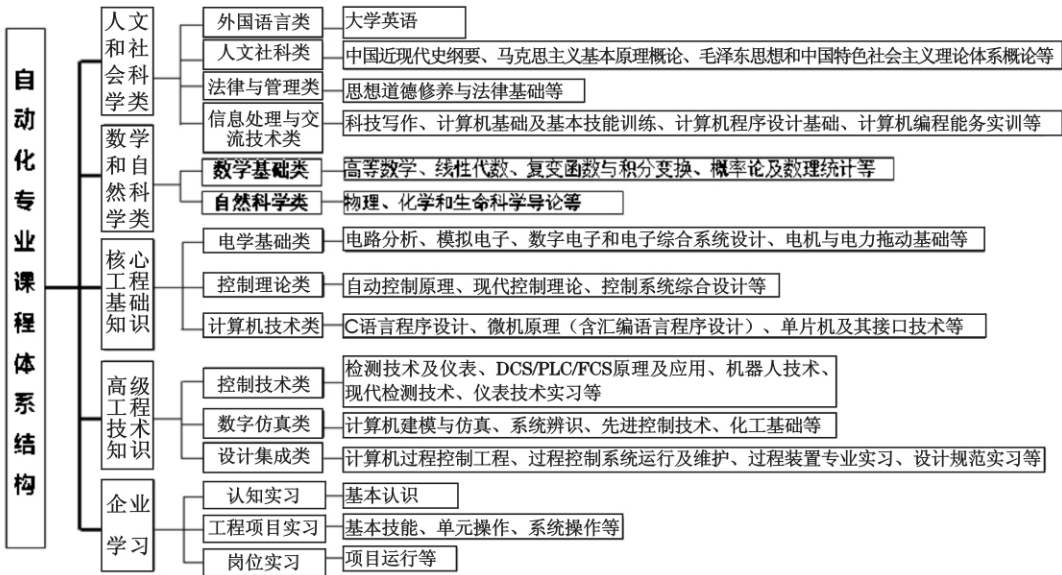 自动化专业课程体系结构
人文
和社
会科
学类
外国语言类
大学英语
人文社科类
中国近现代史纲要、马克思主义基本原理概论、毛泽东思想和中国特色社会主义理论体系概论等
法律与管理类
思想道德修养与法律基础等
信息处理与交
流技术类
科技写作、计算机基础及基本技能训练、计算机程序设计基础、计算机编程能务实训等
数学
和自
然科
学类
数学基础类
高等数学、线性代数、复变函数与积分变换、概率论及数理统计等
自然科学类
物理、化学和生命科学导论等
核心
工程
基础
知识
电学基础类
电路分析、模拟电子、数字电子和电子综合系统设计、电机与电力拖动基础等
控制理论类
自动控制原理、现代控制理论、控制系统综合设计等
计算机技术类
C语言程序设计、微机原理（含汇编语言程序设计）、单片机及其接口技术等
高级
工程
技术
知识
控制技术类
检测技术及仪表、DCS/PLC/FCS原理及应用、机器人技术、
现代检测技术、仪表技术实习等
数字仿真类
计算机建模与仿真、系统辨识、先进控制技术、化工基础等
设计集成类
计算机过程控制工程、过程控制系统运行及维护、过程装置专业实习、设计规范实习等
企业
学习
认知实习
基本认识
工程项目实习
基本技能、单元操作、系统操作等
岗位实习
项目运行等